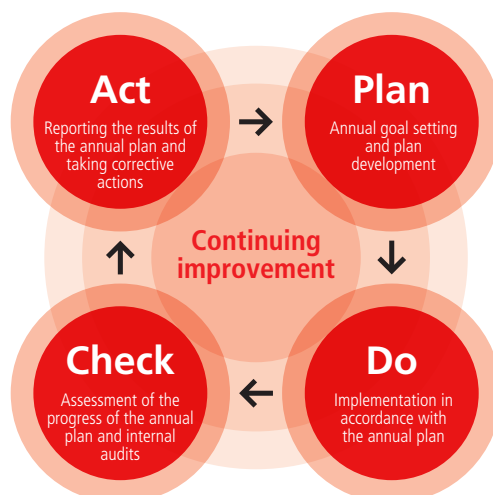 Act
Reporting the results of
the annual plan and
taking corrective
actions
Plan
Annual goal setting
and plan
development
Continuing
improvement
Check
Assessment of the
progress of the annual
plan and internal
audits
Do
Implementation in
accordance with
the annual plan